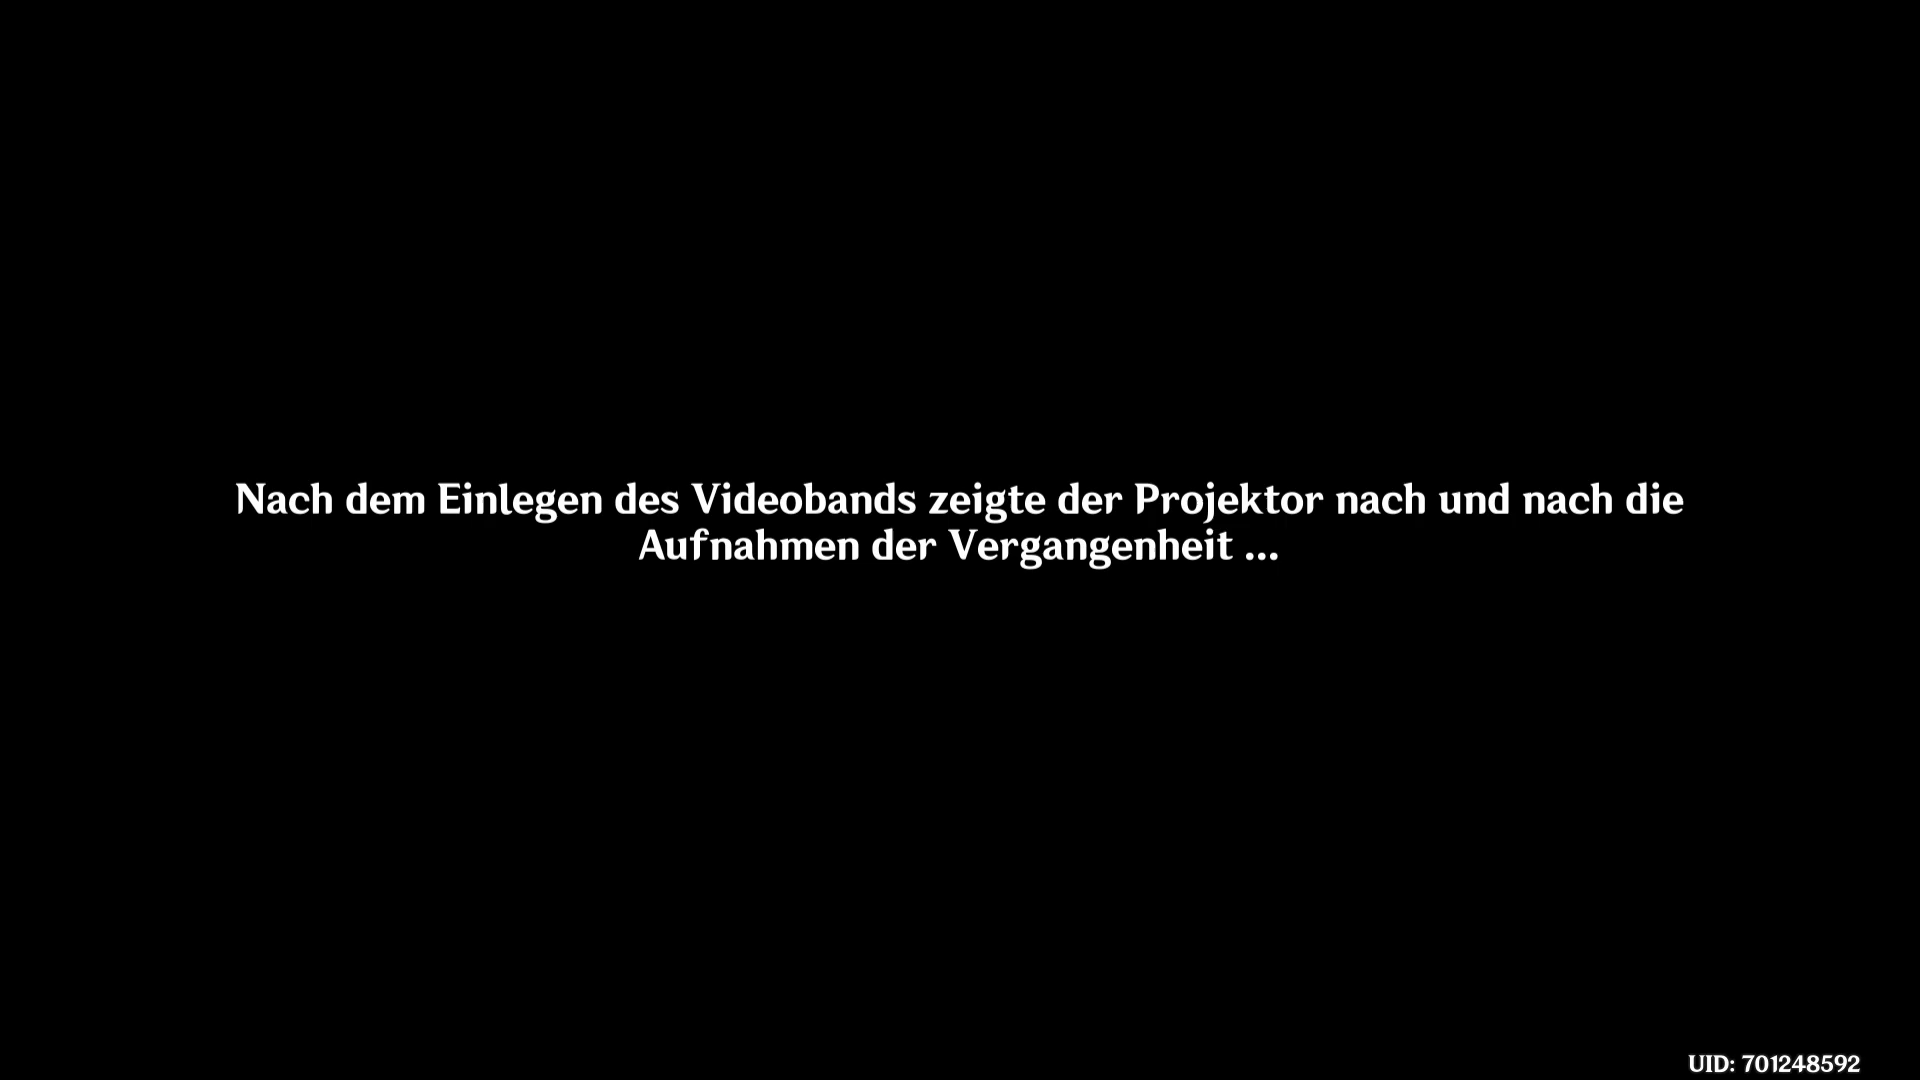 Nach dem Einlegen des Videobands zeigte der Projektor nach und nach die
Aufnahmen der Vergangenheit ...
UID: 701248592